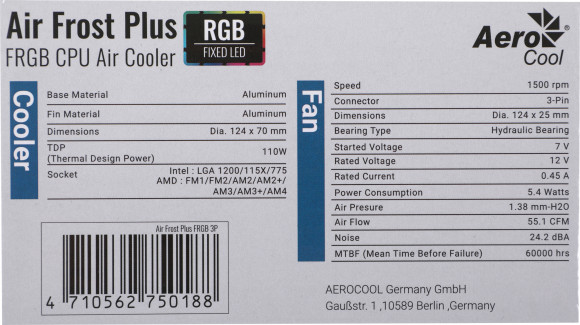 Air Frost Plus
RGB
FIXED LED
FRGB CPU Air Cooler
Aero®
Cool
Cooler
Base Material Aluminum
Fin Material Aluminum
Dimensions Dia. 124 x 70 mm
TDP
(Thermal Design Power) 110W
Socket Intel : LGA 1200/115X/775
AMD : FM1/FM2/AM2/AM2+/
AM3/AM3+/AM4
Air Frost Plus FRGB 3P
4 710562 750188
Fan
Speed 1500 rpm
Connector 3-Pin
Dimensions Dia. 124 x 25 mm
Bearing Type Hydraulic Bearing
Started Voltage 7 V
Rated Voltage 12 V
Rated Current 0.45 A
Power Consumption 5.4 Watts
Air Presure 1.38 mm-H2O
Air Flow 55.1 CFM
Noise 24.2 dBA
MTBF (Mean Time Before Failure) 60000 hrs
AEROCOOL Germany GmbH
Gaußstr. 1 ,10589 Berlin ,Germany